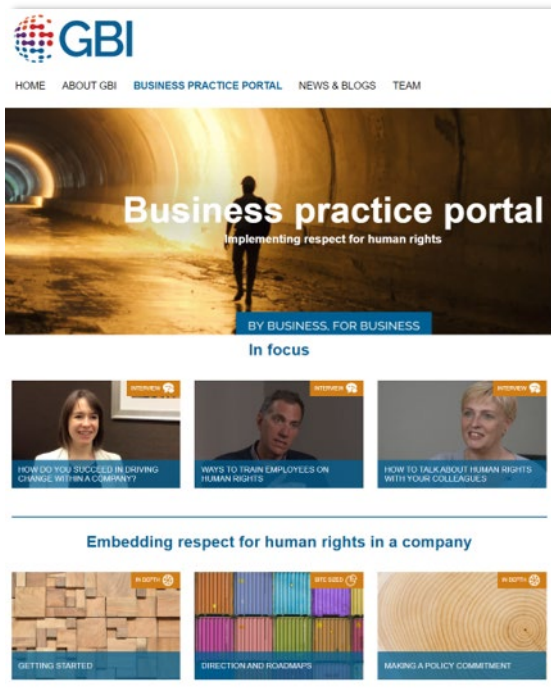 GBI
HOME ABOUT GBI BUSINESS PRACTICE PORTAL NEWS & BLOGS TEAM
Business practice portal
Implementing respect for human rights
BY BUSINESS, FOR BUSINESS
In focus
INTERVIEW
HOW DO YOU SUCCEED IN DRIVING
CHANGE WITHIN A COMPANY?
INTERVIEW
WAYS TO TRAIN EMPLOYEES ON
HUMAN RIGHTS
INTERVIEW
HOW TO TALK ABOUT HUMAN RIGHTS
WITH YOUR COLLEAGUES
Embedding respect for human rights in a company
IN DEPTH
GETTING STARTED
BITE SIZED
DIRECTION AND ROADMAPS
IN DEPTH
MAKING A POLICY COMMITMENT